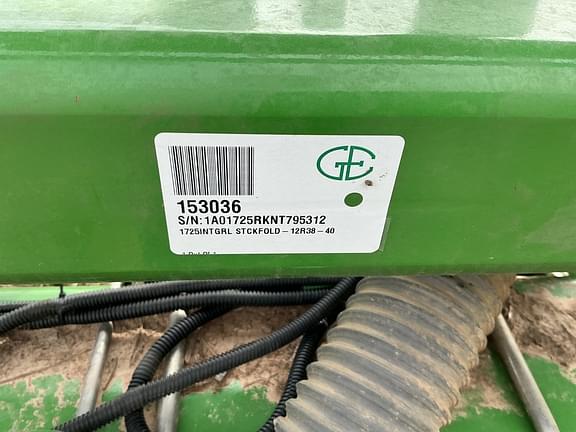 GE
153036
S/N:1A01725RKNT795312
1725INTGRL STCKFOLD-12R38-40